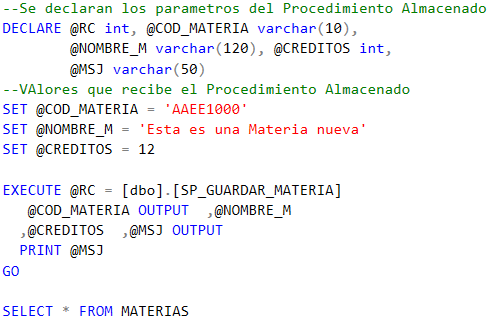 --Se declaran los parametros del Procedimiento Almacenado
DECLARE @RC int, @COD_MATERIA varchar(10),
@NOMBRE_M varchar(120), @CREDITOS int,
@MSJ varchar(50)
--VAlores que recibe el Procedimiento Almacenado
SET @COD_MATERIA = 'AAEE1000'
SET @NOMBRE_M = 'Esta es una Materia nueva'
SET @CREDITOS = 12
EXECUTE @RC = [dbo].[SP_GUARDAR_MATERIA]
@COD_MATERIA OUTPUT ,@NOMBRE_M
,@CREDITOS ,@MSJ OUTPUT
PRINT @MSJ
GO
SELECT * FROM MATERIAS